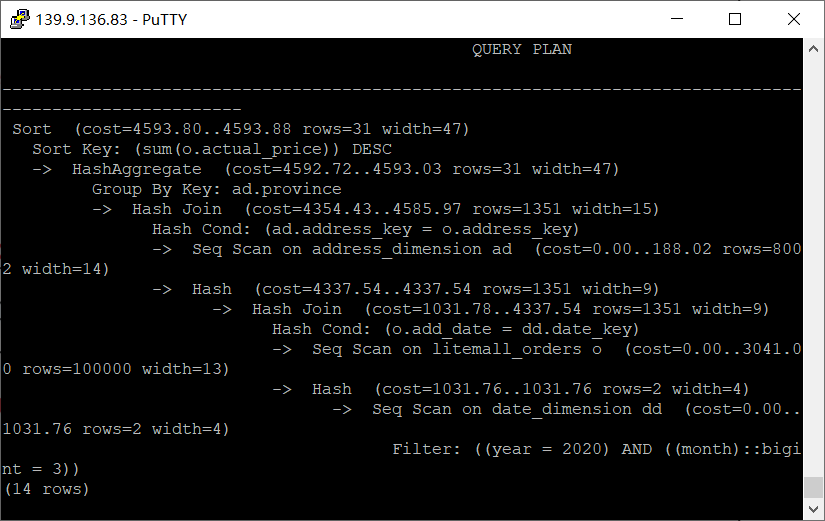 139.9.136.83 - PuTTY
QUERY PLAN
--------------------------------------------------------------------------------
------------------------
Sort  (cost=4593.80..4593.88 rows=31 width=47)
Sort Key: (sum(o.actual_price)) DESC
->  HashAggregate  (cost=4592.72..4593.03 rows=31 width=47)
Group By Key: ad.province
->  Hash Join  (cost=4354.43..4585.97 rows=1351 width=15)
Hash Cond: (ad.address_key = o.address_key)
->  Seq Scan on address_dimension ad  (cost=0.00..188.02 rows=800
2 width=14)
->  Hash  (cost=4337.54..4337.54 rows=1351 width=9)
->  Hash Join  (cost=1031.78..4337.54 rows=1351 width=9)
Hash Cond: (o.add_date = dd.date_key)
->  Seq Scan on litemall_orders o  (cost=0.00..3041.0
0 rows=100000 width=13)
->  Hash  (cost=1031.76..1031.76 rows=2 width=4)
->  Seq Scan on date_dimension dd  (cost=0.00..
1031.76 rows=2 width=4)
Filter: ((year = 2020) AND ((month)::bigi
nt = 3))
(14 rows)